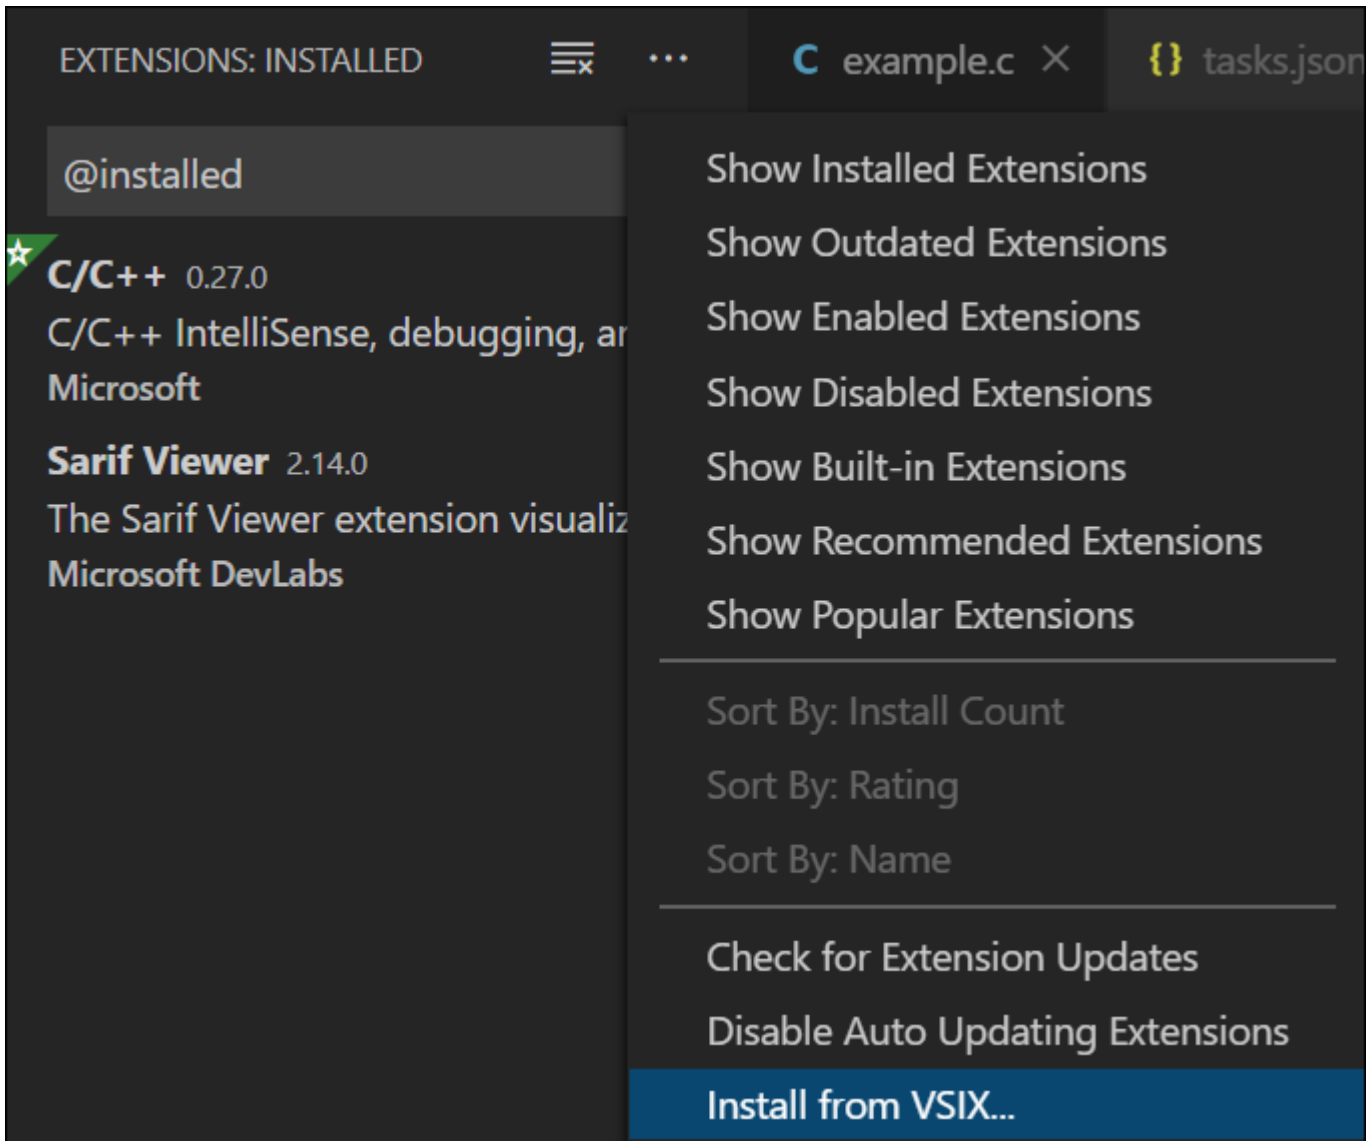 EXTENSIONS: INSTALLED
C example.c
{} tasks.json
@installed
C/C++ 0.27.0
C/C++ IntelliSense, debugging,
Microsoft
Sarif Viewer 2.14.0
The Sarif Viewer extension
Microsoft DevLabs
Show Installed Extensions
Show Outdated Extensions
Show Enabled Extensions
Show Disabled Extensions
Show Built-in Extensions
Show Recommended Extensions
Show Popular Extensions
Sort By: Install Count
Sort By: Rating
Sort By: Name
Check for Extension Updates
Disable Auto Updating Extensions
Install from VSIX...